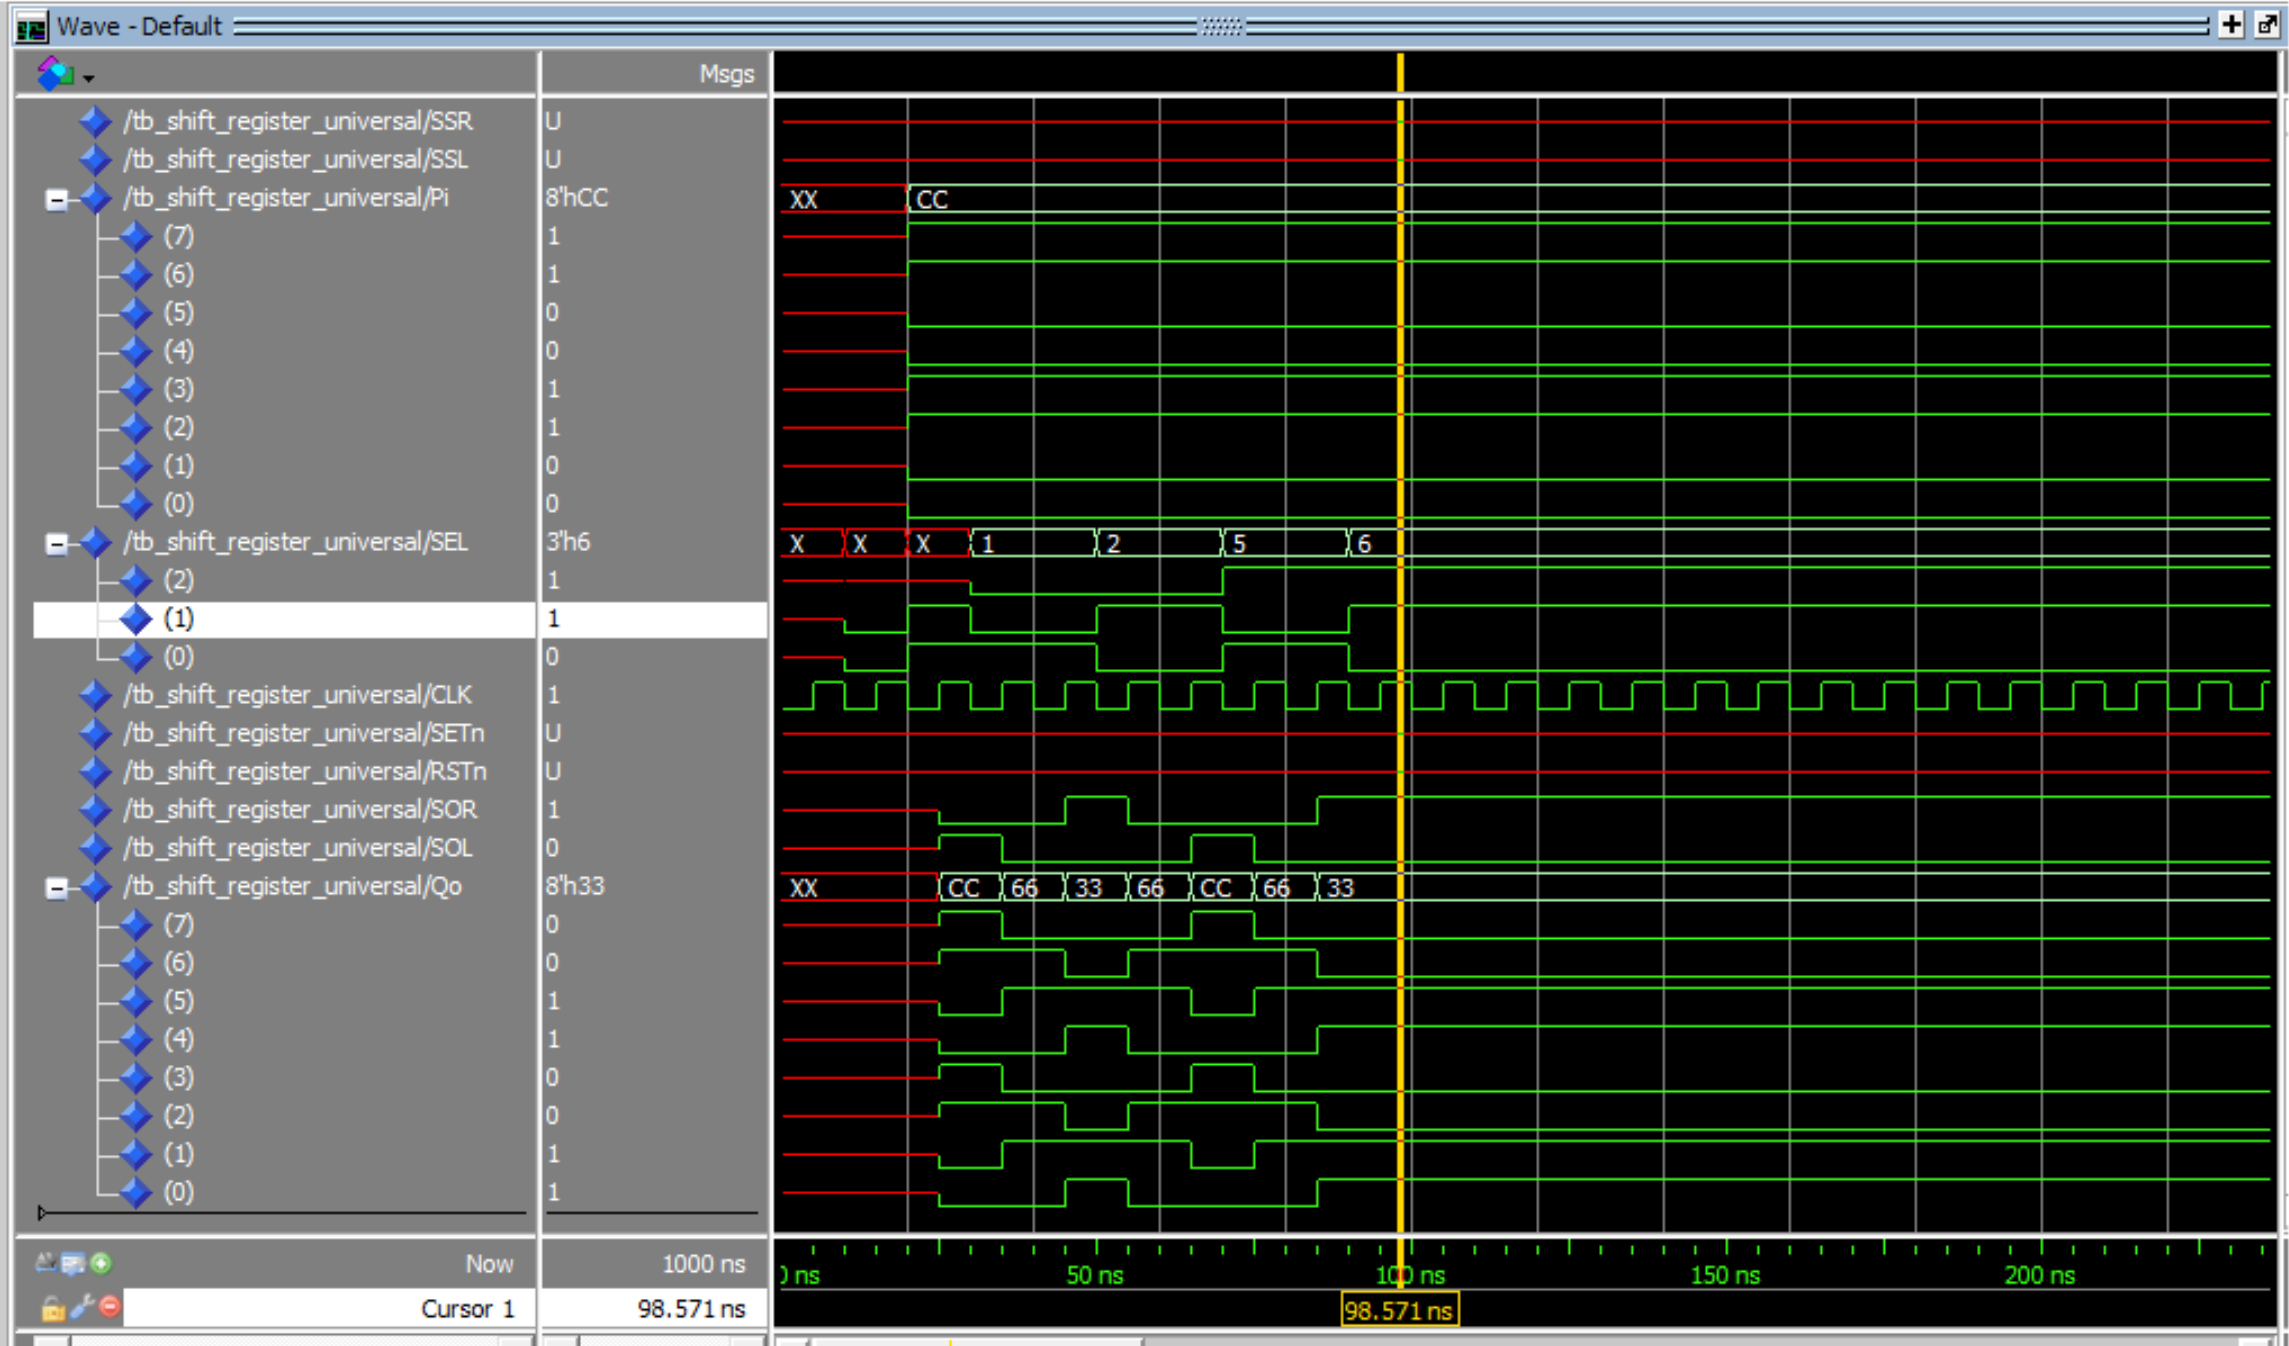 Wave - Default
Msgs
/tb_shift_register_universal/SSR U
/tb_shift_register_universal/SSL U
/tb_shift_register_universal/Pi 8'hCC XX CC
(7) 1
(6) 1
(5) 0
(4) 0
(3) 1
(2) 1
(1) 0
(0) 0
/tb_shift_register_universal/SEL 3'h6 X X X 1 2 5 6
(2) 1
(1) 1
(0) 0
/tb_shift_register_universal/CLK 1
/tb_shift_register_universal/SETn U
/tb_shift_register_universal/RSTn U
/tb_shift_register_universal/SOR 1
/tb_shift_register_universal/SOL 0
/tb_shift_register_universal/Qo 8'h33 XX CC 66 33 66 CC 66 33
(7) 0
(6) 0
(5) 1
(4) 1
(3) 0
(2) 0
(1) 1
(0) 1
Now 1000 ns 0 ns 50 ns 100 ns 150 ns 200 ns
Cursor 1 98.571 ns 98.571 ns